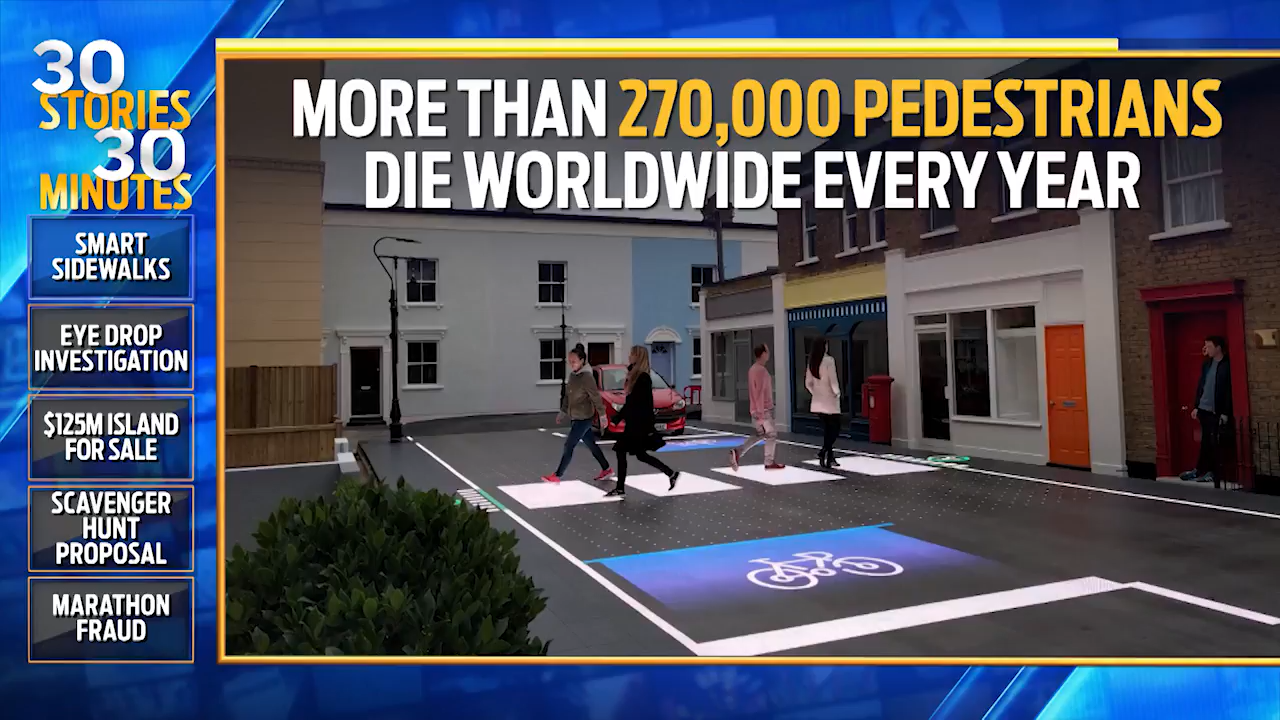 30
STORIES
30
MINUTES
SMART
SIDEWALKS
EYE DROP
INVESTIGATION
$125M ISLAND
FOR SALE
SCAVENGER
HUNT
PROPOSAL
MARATHON
FRAUD
MORE THAN 270,000 PEDESTRIANS
DIE WORLDWIDE EVERY YEAR